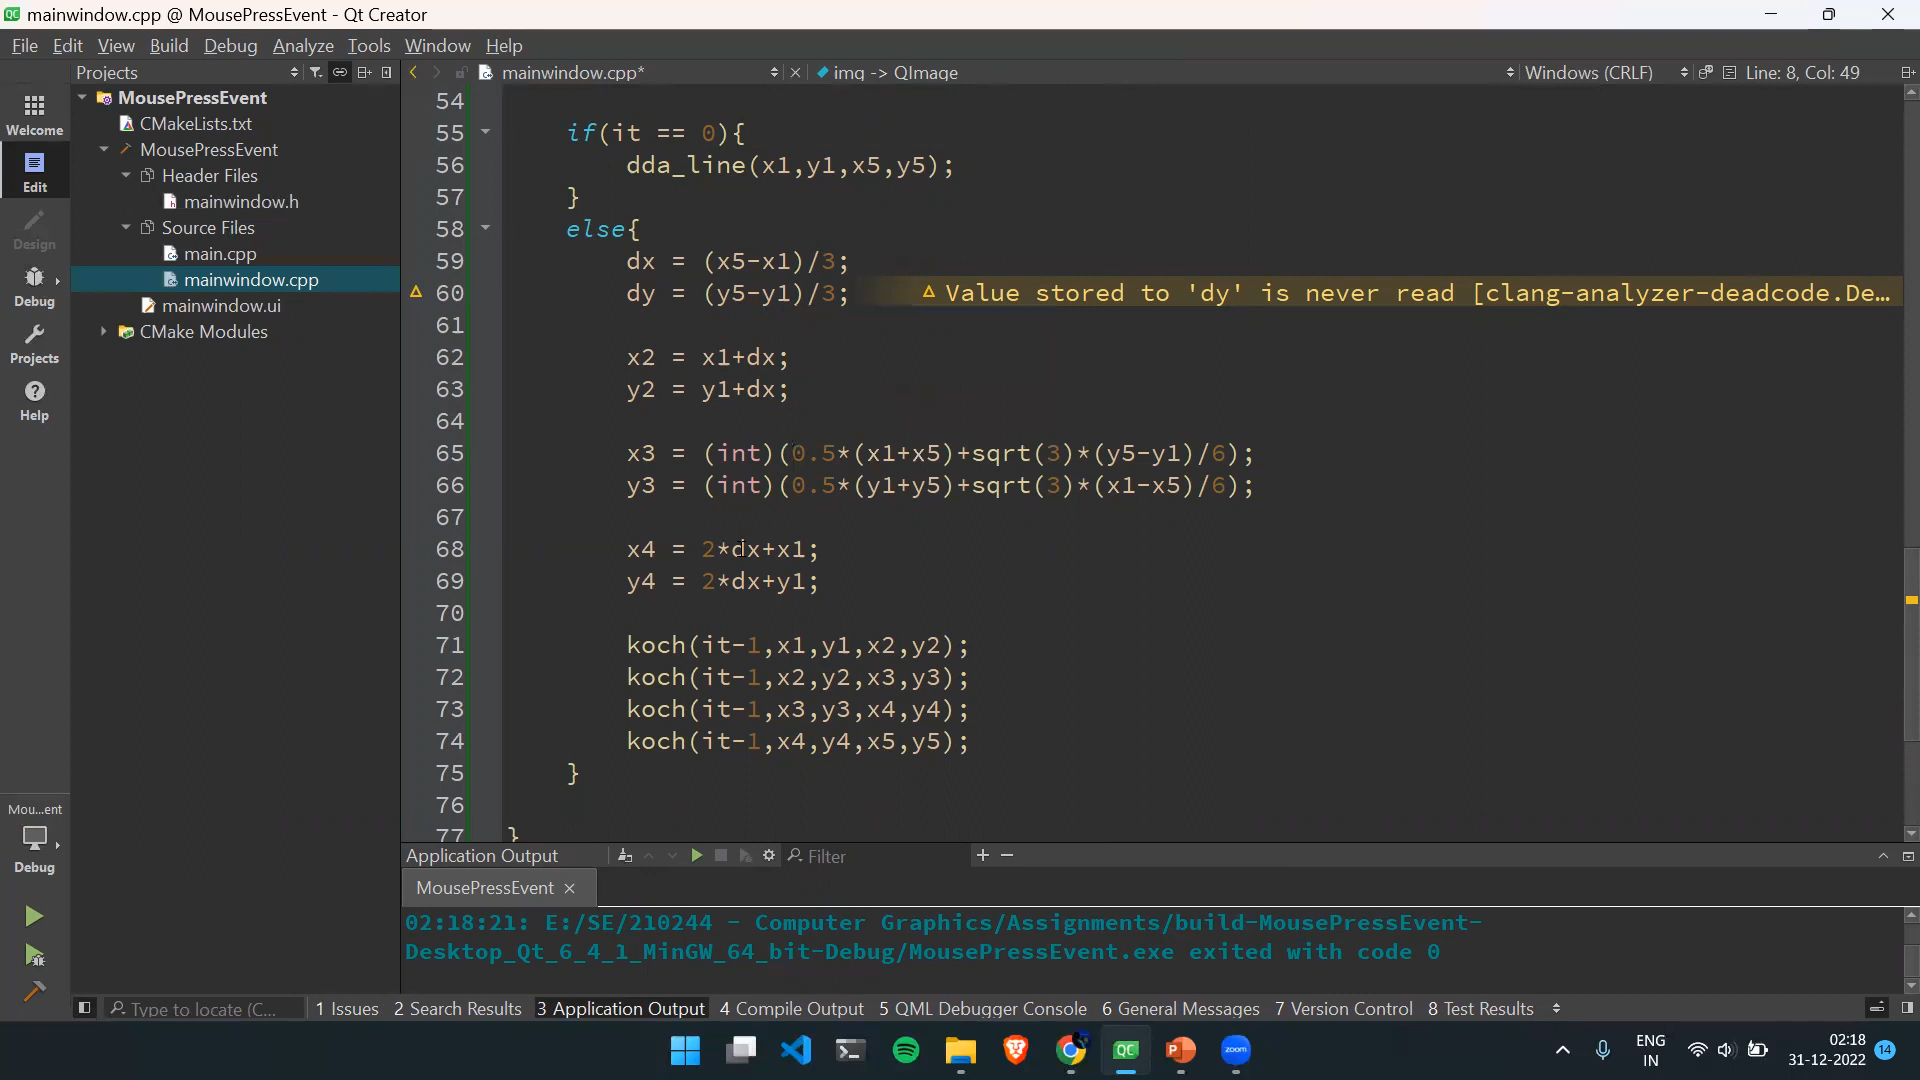 mainwindow.cpp @ MousePressEvent - Qt Creator
File Edit View Build Debug Analyze Tools Window Help
Projects
mainwindow.cpp* img -> QImage Windows (CRLF) Line: 8, Col: 49
MousePressEvent
CMakeLists.txt
MousePressEvent
Header Files
mainwindow.h
Source Files
main.cpp
mainwindow.cpp
mainwindow.ui
CMake Modules
Welcome
Edit
Design
Debug
Projects
Help
Mou...ent
Debug
54
55 if(it == 0){
56 dda_line(x1,y1,x5,y5);
57 }
58 else{
59 dx = (x5-x1)/3;
60 dy = (y5-y1)/3; Value stored to 'dy' is never read [clang-analyzer-deadcode.De…
61
62 x2 = x1+dx;
63 y2 = y1+dx;
64
65 x3 = (int)(0.5*(x1+x5)+sqrt(3)*(y5-y1)/6);
66 y3 = (int)(0.5*(y1+y5)+sqrt(3)*(x1-x5)/6);
67
68 x4 = 2*dx+x1;
69 y4 = 2*dx+y1;
70
71 koch(it-1,x1,y1,x2,y2);
72 koch(it-1,x2,y2,x3,y3);
73 koch(it-1,x3,y3,x4,y4);
74 koch(it-1,x4,y4,x5,y5);
75 }
76
77 }
Application Output Filter
MousePressEvent
02:18:21: E:/SE/210244 - Computer Graphics/Assignments/build-MousePressEvent-
Desktop_Qt_6_4_1_MinGW_64_bit-Debug/MousePressEvent.exe exited with code 0
Type to locate (C... 1 Issues 2 Search Results 3 Application Output 4 Compile Output 5 QML Debugger Console 6 General Messages 7 Version Control 8 Test Results
ENG
IN
02:18
31-12-2022
14
zoom